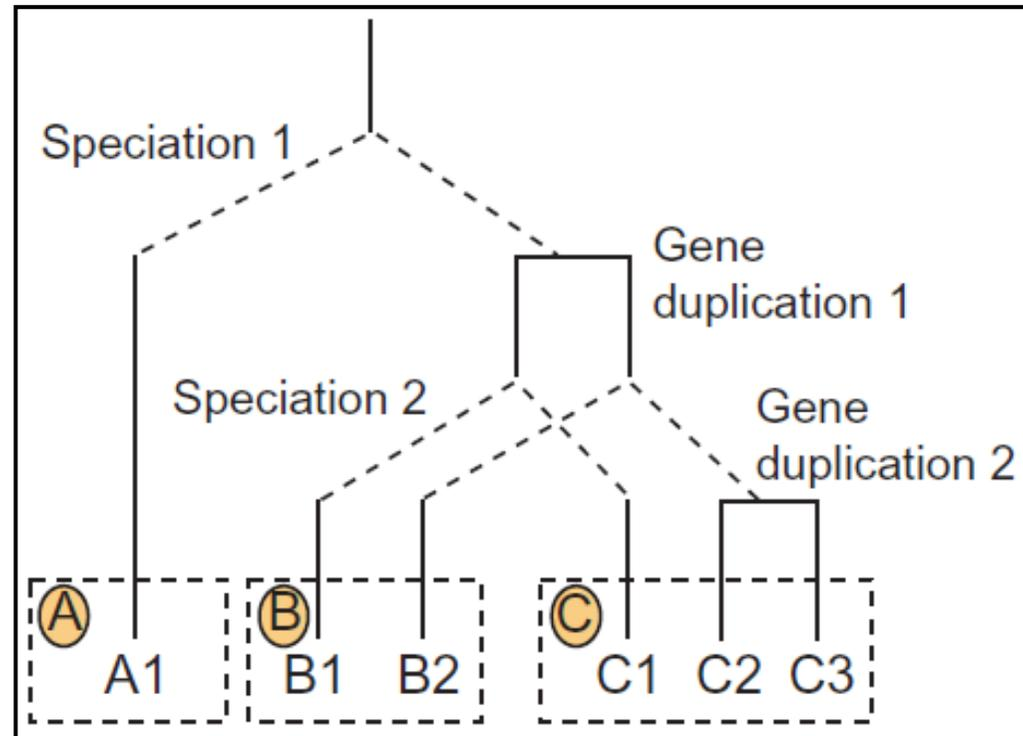 Speciation 1
Gene
duplication 1
Speciation 2
Gene
duplication 2
A
B
C
A1
B1 B2
C1 C2 C3